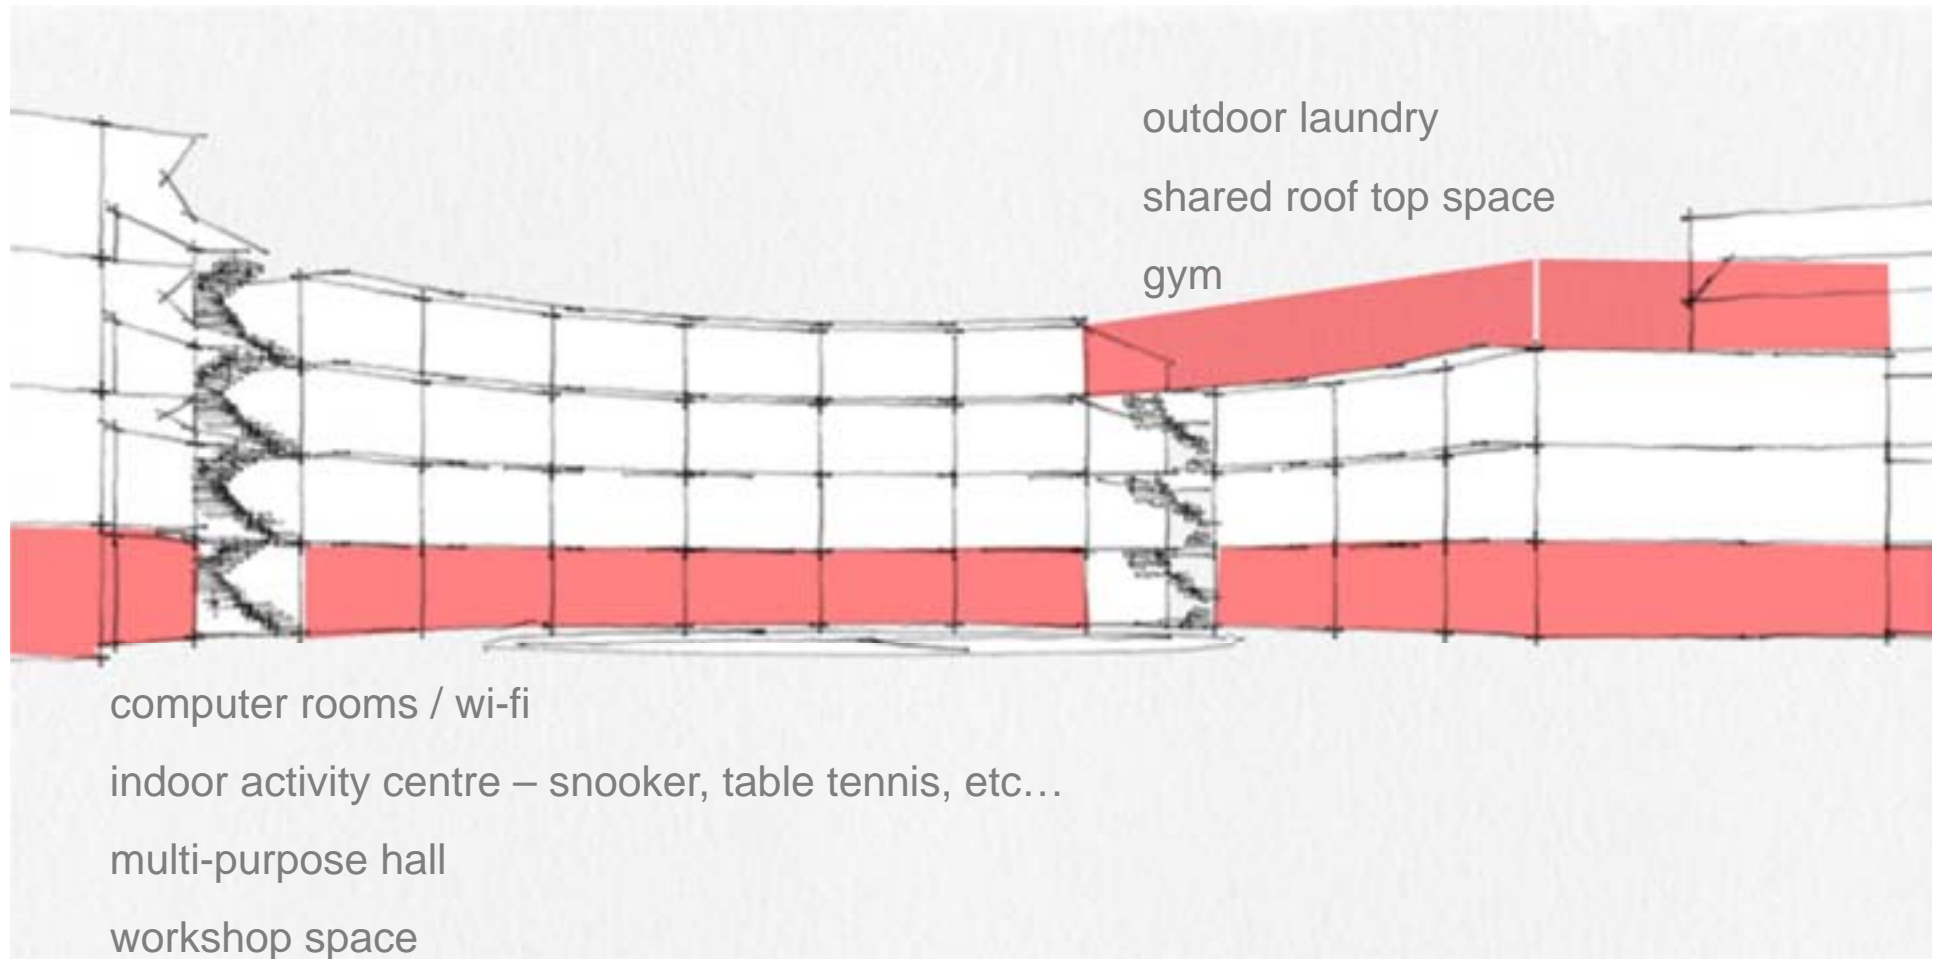 outdoor laundry
shared roof top space
gym
computer rooms / wi-fi
indoor activity centre – snooker, table tennis, etc…
multi-purpose hall
workshop space